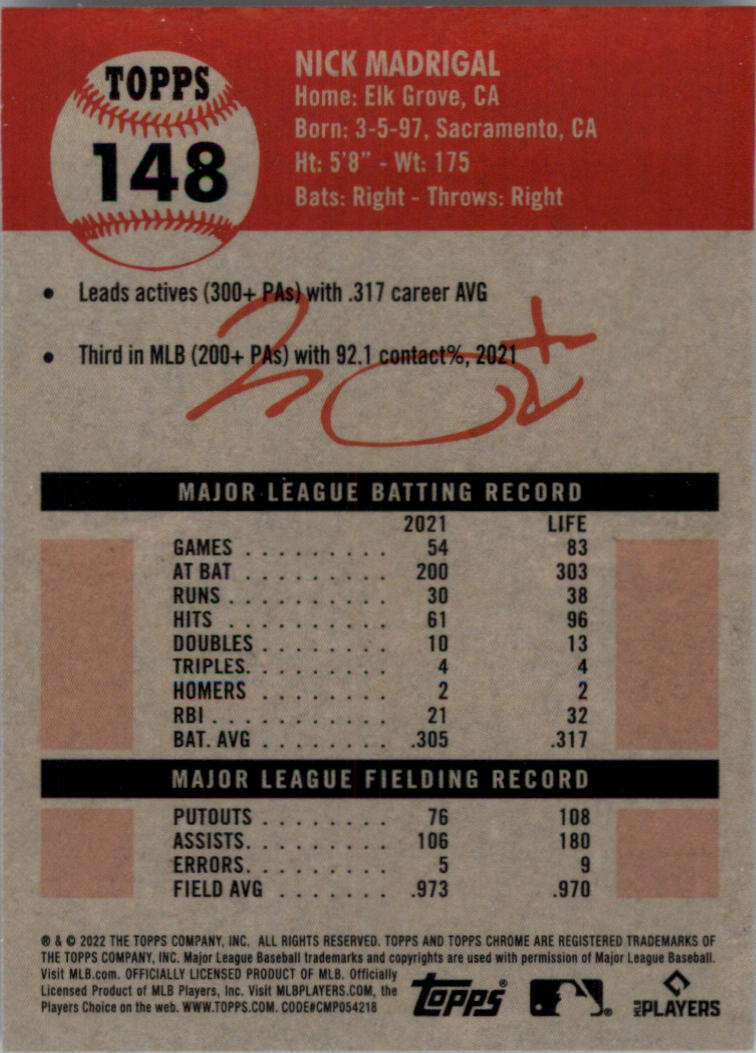 TOPPS
148
NICK MADRIGAL
Home: Elk Grove, CA
Born: 3-5-97, Sacramento, CA
Ht: 5'8" - Wt: 175
Bats: Right - Throws: Right
• Leads actives (300+ PAs) with .317 career AVG
• Third in MLB (200+ PAs) with 92.1 contact%, 2021
MAJOR LEAGUE BATTING RECORD
2021 LIFE
GAMES . . . . . . . . . 54 83
AT BAT . . . . . . . . . 200 303
RUNS . . . . . . . . . . 30 38
HITS . . . . . . . . . . 61 96
DOUBLES . . . . . . . . 10 13
TRIPLES. . . . . . . . . 4 4
HOMERS . . . . . . . . 2 2
RBI . . . . . . . . . . . 21 32
BAT. AVG . . . . . . . . .305 .317
MAJOR LEAGUE FIELDING RECORD
PUTOUTS . . . . . . . . 76 108
ASSISTS. . . . . . . . . 106 180
ERRORS. . . . . . . . . 5 9
FIELD AVG . . . . . . . .973 .970
® & © 2022 THE TOPPS COMPANY, INC. ALL RIGHTS RESERVED. TOPPS AND TOPPS CHROME ARE REGISTERED TRADEMARKS OF
THE TOPPS COMPANY, INC. Major League Baseball trademarks and copyrights are used with permission of Major League Baseball.
Visit MLB.com. OFFICIALLY LICENSED PRODUCT OF MLB. Officially
Licensed Product of MLB Players, Inc. Visit MLBPLAYERS.COM, the
Players Choice on the web. WWW.TOPPS.COM. CODE#CMP054218
topps®
MLB PLAYERS